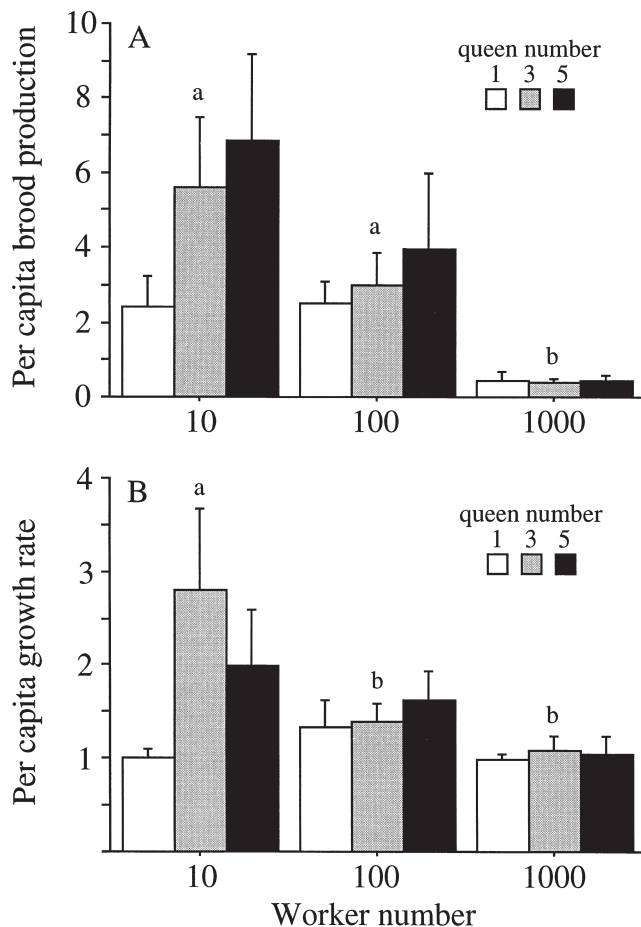 A
queen number
1 3 5
Per capita brood production
10
8
6
4
2
0
a
a
b
10 100 1000
B
queen number
1 3 5
Per capita growth rate
4
3
2
1
a
b
b
10 100 1000
Worker number